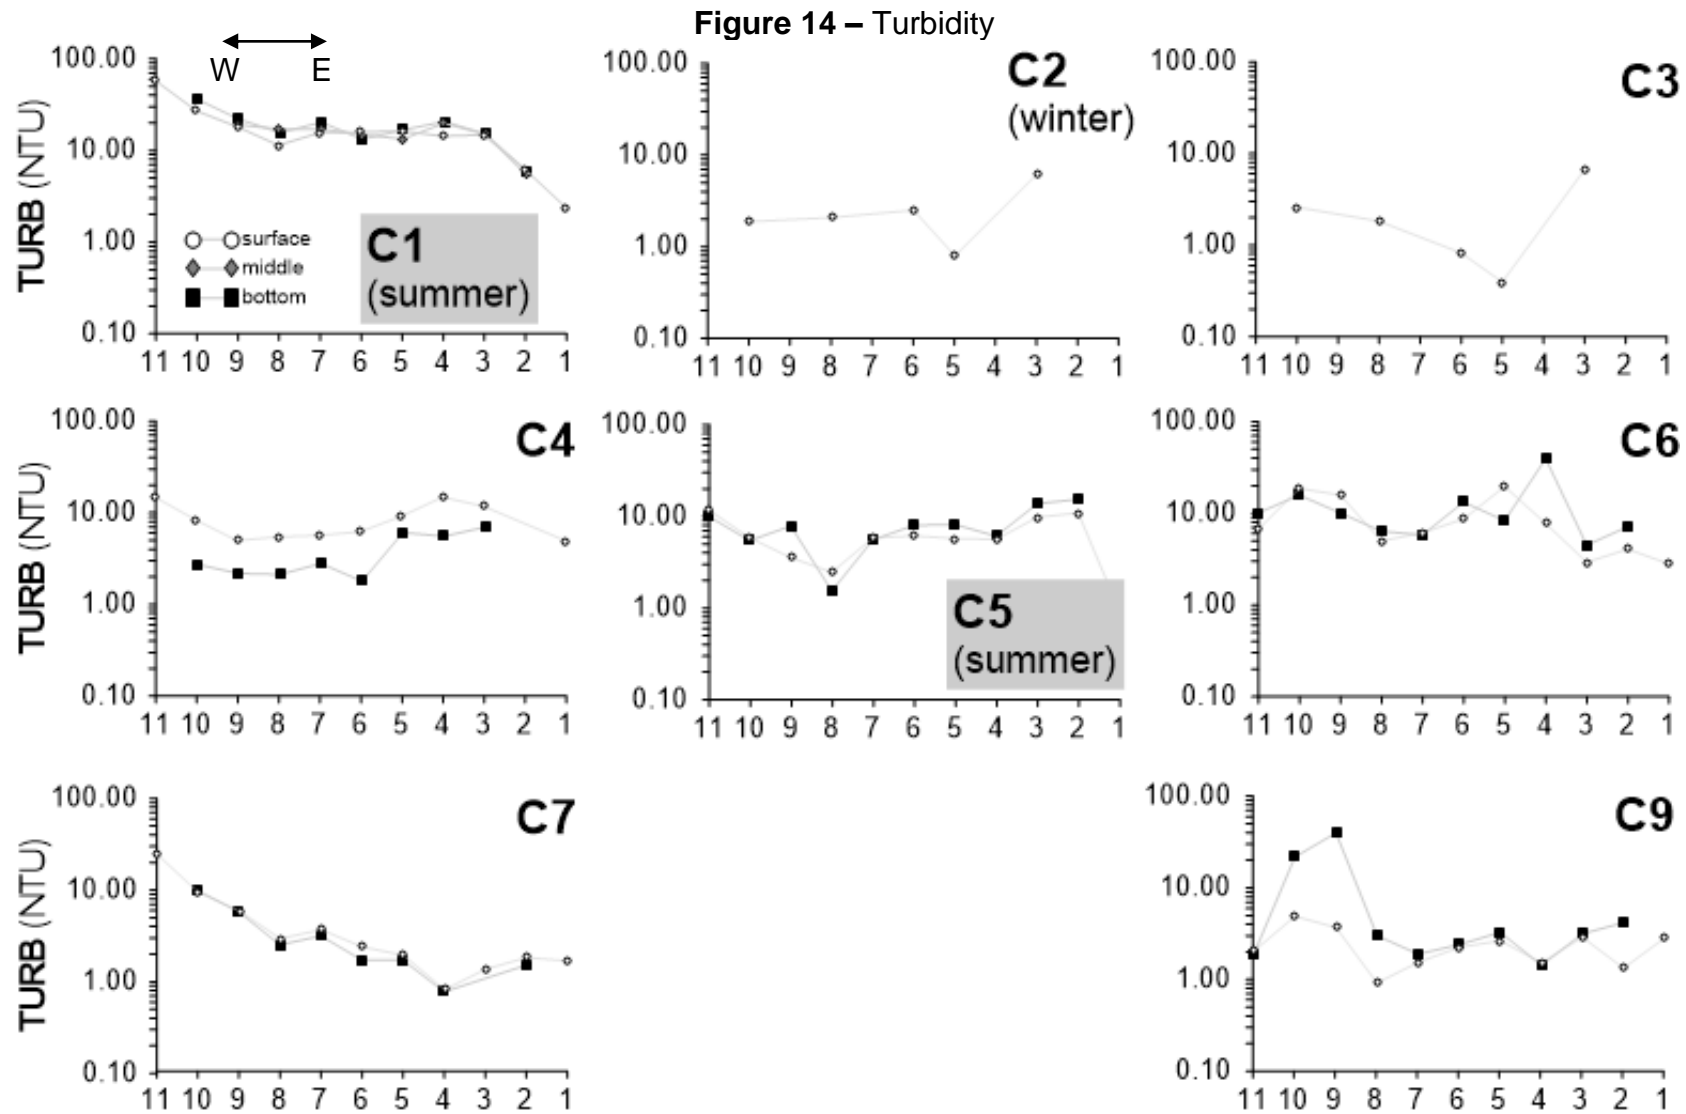 Figure 14 – Turbidity
W E
TURB (NTU)
100.00
10.00
1.00
0.10
surface
middle
bottom
C1
(summer)
11 10 9 8 7 6 5 4 3 2 1
100.00
10.00
1.00
0.10
C2
(winter)
11 10 9 8 7 6 5 4 3 2 1
100.00
10.00
1.00
0.10
C3
11 10 9 8 7 6 5 4 3 2 1
TURB (NTU)
100.00
10.00
1.00
0.10
C4
11 10 9 8 7 6 5 4 3 2 1
100.00
10.00
1.00
0.10
C5
(summer)
11 10 9 8 7 6 5 4 3 2 1
100.00
10.00
1.00
0.10
C6
11 10 9 8 7 6 5 4 3 2 1
TURB (NTU)
100.00
10.00
1.00
0.10
C7
11 10 9 8 7 6 5 4 3 2 1
100.00
10.00
1.00
0.10
C9
11 10 9 8 7 6 5 4 3 2 1